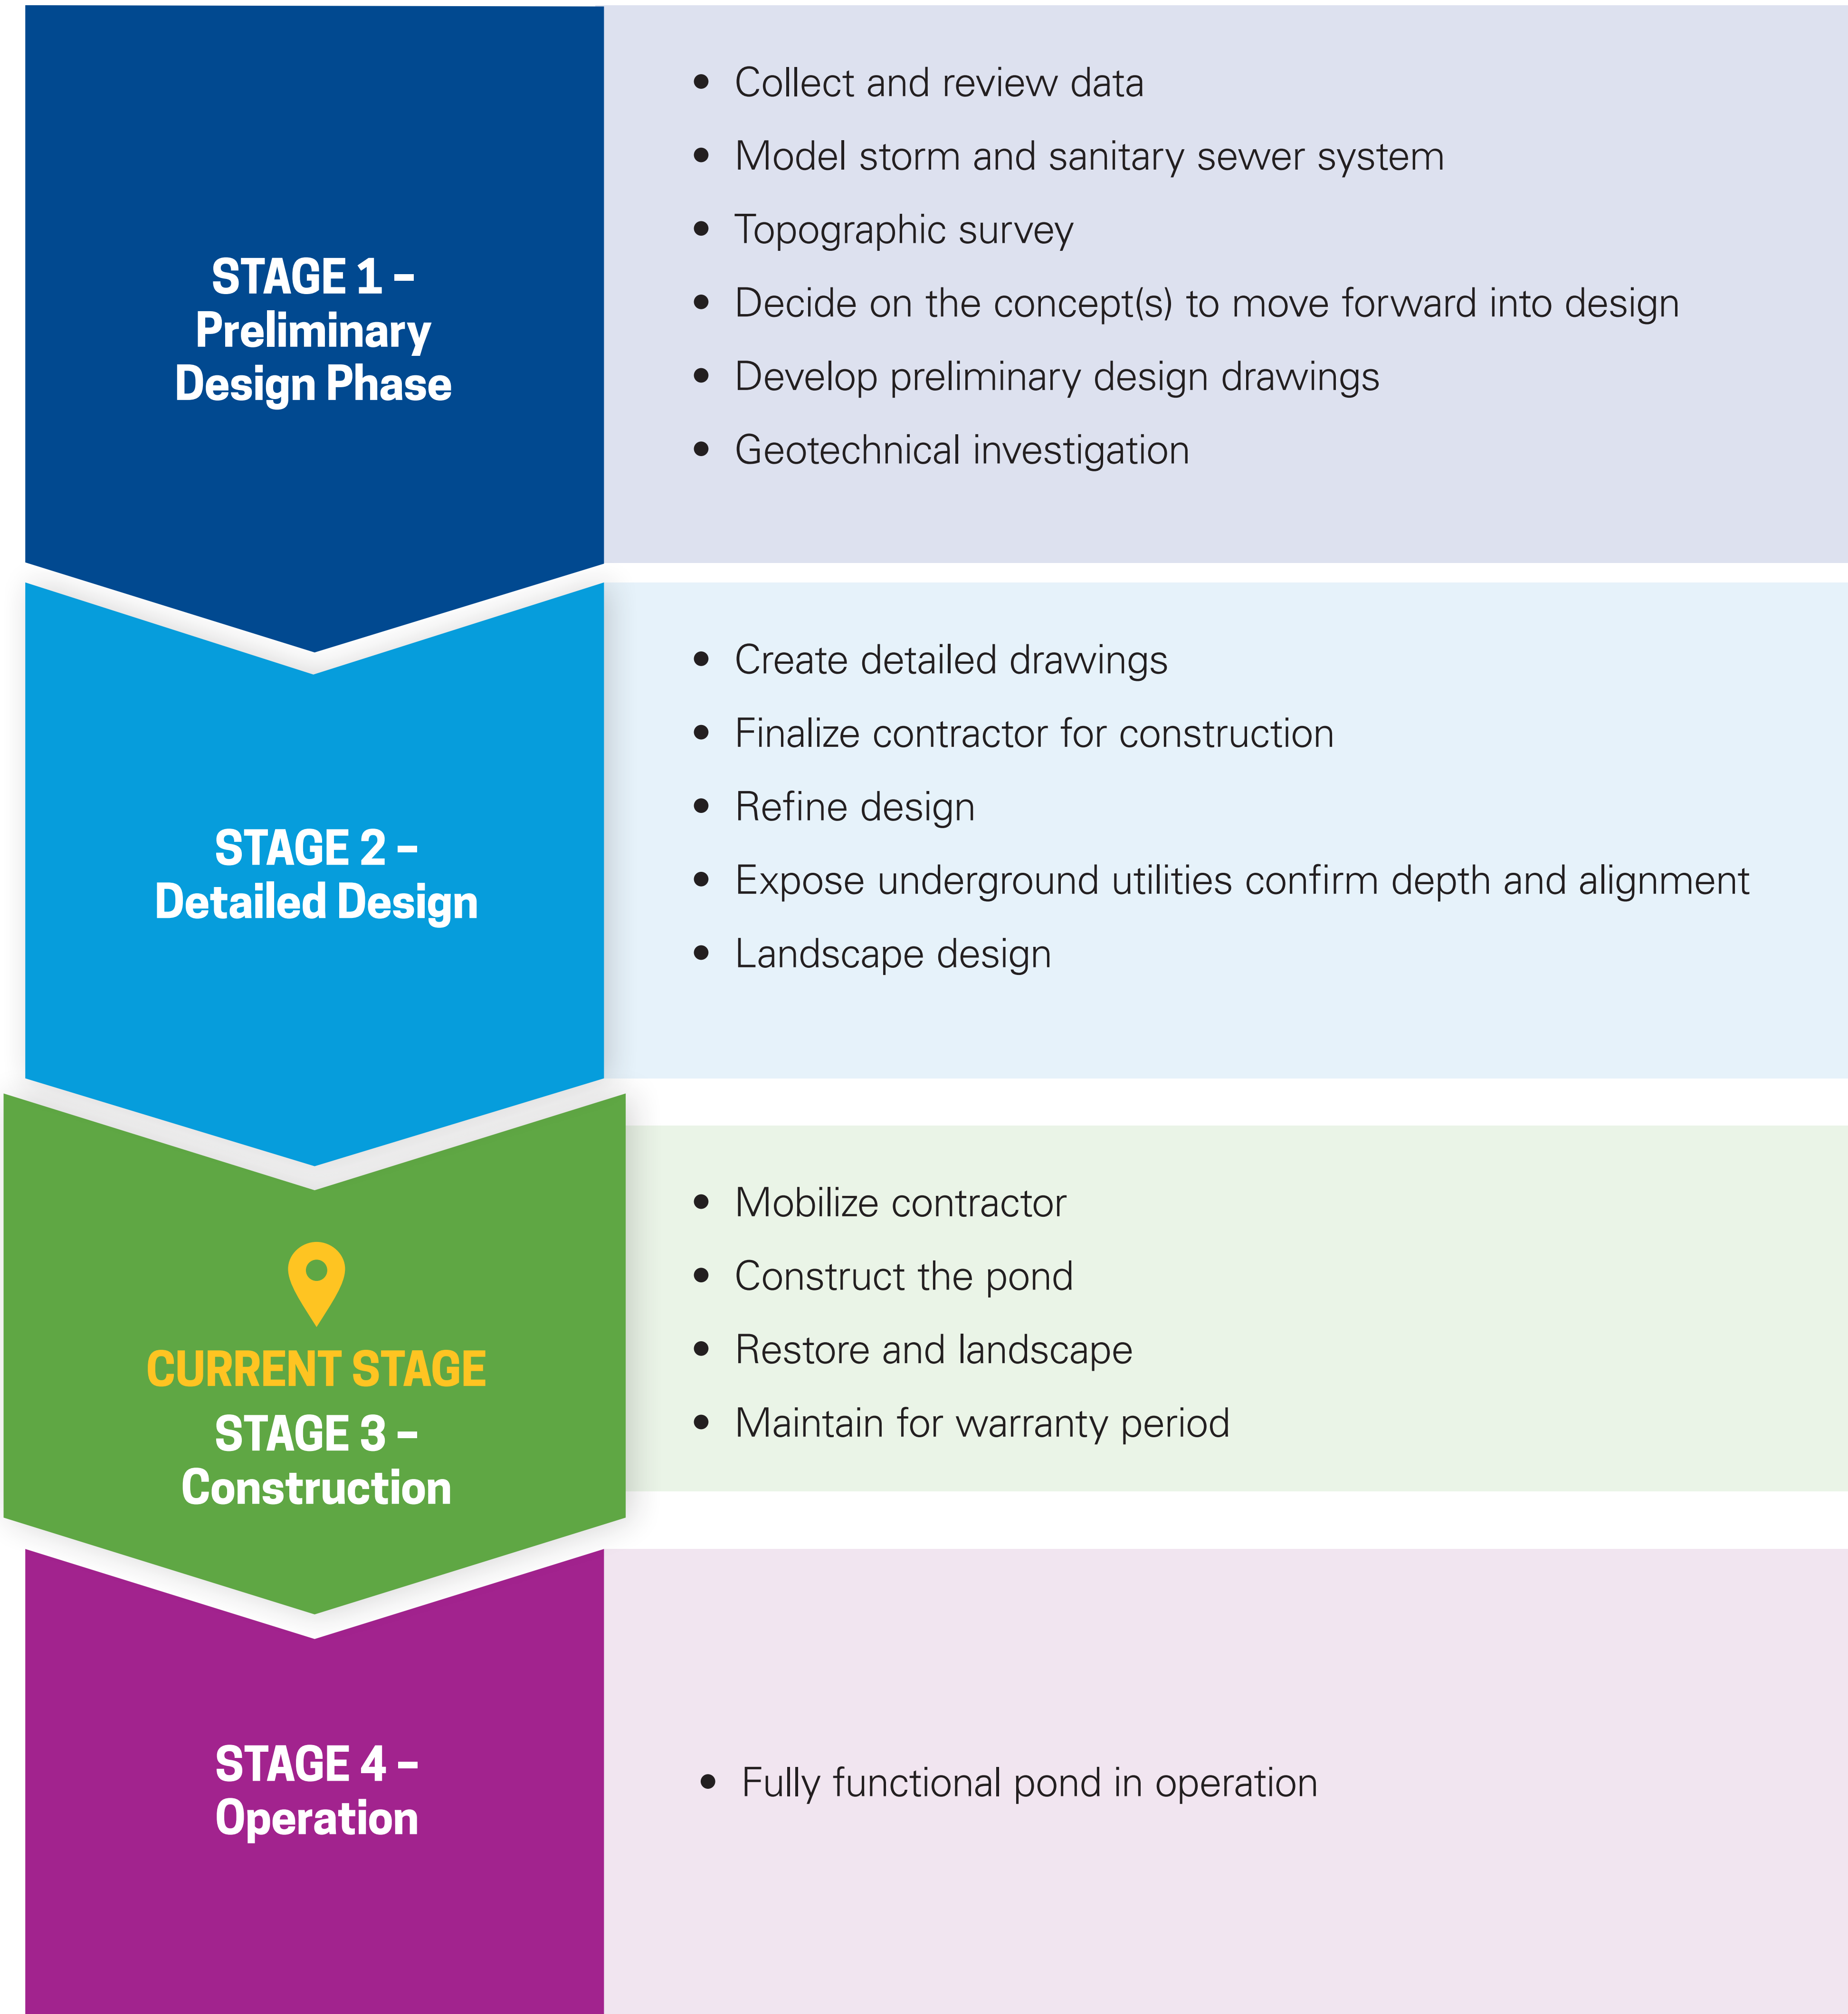 STAGE 1 –
Preliminary
Design Phase
• Collect and review data
• Model storm and sanitary sewer system
• Topographic survey
• Decide on the concept(s) to move forward into design
• Develop preliminary design drawings
• Geotechnical investigation
STAGE 2 –
Detailed Design
• Create detailed drawings
• Finalize contractor for construction
• Refine design
• Expose underground utilities confirm depth and alignment
• Landscape design
CURRENT STAGE
STAGE 3 –
Construction
• Mobilize contractor
• Construct the pond
• Restore and landscape
• Maintain for warranty period
STAGE 4 –
Operation
• Fully functional pond in operation